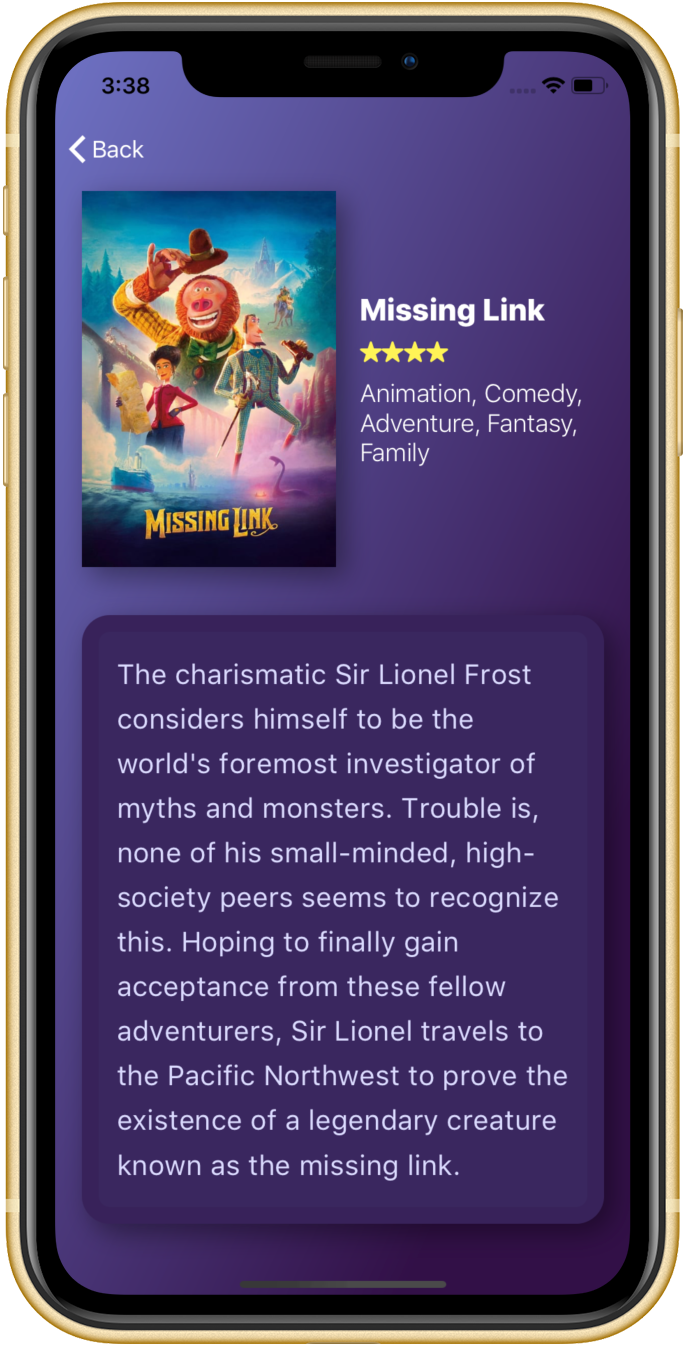 3:38
Back
MISSING LINK
Missing Link
Animation, Comedy,
Adventure, Fantasy,
Family
The charismatic Sir Lionel Frost
considers himself to be the
world's foremost investigator of
myths and monsters. Trouble is,
none of his small-minded, high-
society peers seems to recognize
this. Hoping to finally gain
acceptance from these fellow
adventurers, Sir Lionel travels to
the Pacific Northwest to prove the
existence of a legendary creature
known as the missing link.